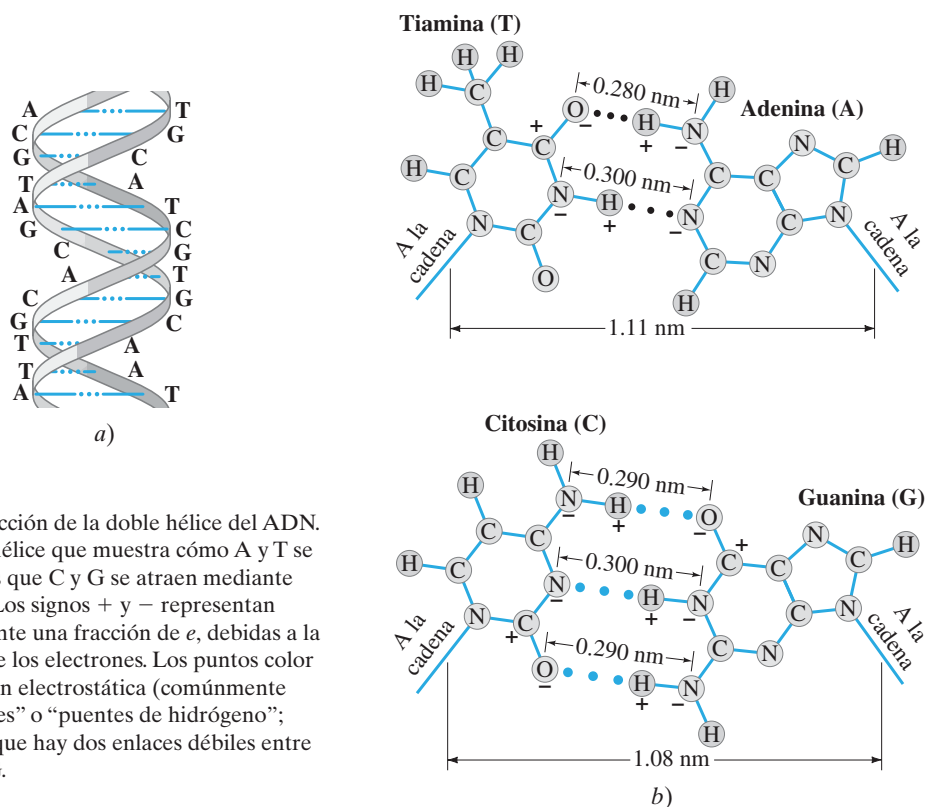 Tiamina (T)
H
H
H
C
O
0.280 nm
H
H
N
Adenina (A)
+
−
+
−
C
C
N
C
H
H
C
0.300 nm
C
C
N
H
N
N
−
+
−
C
N
C
C
N
O
H
A la
cadena
A la
cadena
1.11 nm
A
C
G
T
A
G
C
A
C
G
T
T
A
T
G
C
A
T
C
G
T
G
C
A
A
T
a)
Citosina (C)
H
H
N
H
0.290 nm
O
−
+
−
Guanina (G)
C
C
+
C
N
C
H
H
C
0.300 nm
C
N
H
N
N
−
+
−
C
N
C
C
N
+
0.290 nm
O
H
N
−
+
−
H
A la
cadena
A la
cadena
1.08 nm
b)
cción de la doble hélice del ADN.
élice que muestra cómo A y T se
s que C y G se atraen mediante
Los signos + y − representan
nte una fracción de e, debidas a la
e los electrones. Los puntos color
n electrostática (comúnmente
es” o “puentes de hidrógeno”;
que hay dos enlaces débiles entre